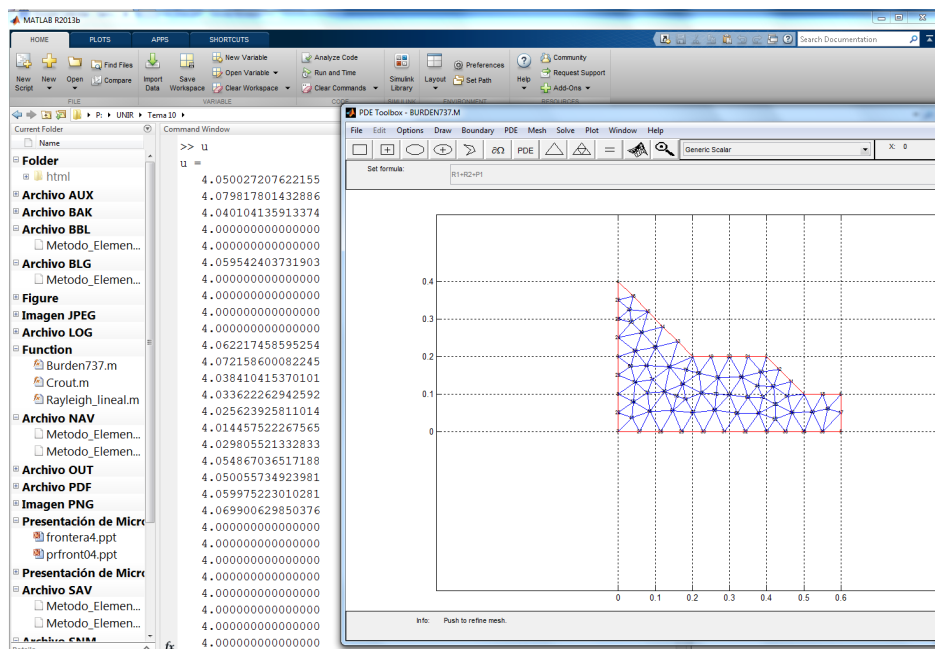 MATLAB R2013b
HOME PLOTS APPS SHORTCUTS Search Documentation
New Script New Open Find Files Compare Import Data Save Workspace New Variable Open Variable Clear Workspace Analyze Code Run and Time Clear Commands Simulink Library Layout Preferences Set Path Help Community Request Support Add-Ons
FILE VARIABLE CODE SIMULINK ENVIRONMENT RESOURCES
P: UNIR Tema 10
Current Folder
Name
Folder
html
Archivo AUX
Archivo BAK
Archivo BBL
Metodo_Elemen...
Archivo BLG
Metodo_Elemen...
Figure
Imagen JPEG
Archivo LOG
Function
Burden737.m
Crout.m
Rayleigh_lineal.m
Archivo NAV
Metodo_Elemen...
Metodo_Elemen...
Archivo OUT
Archivo PDF
Imagen PNG
Presentación de Micro
frontera4.ppt
prfront04.ppt
Presentación de Micro
Archivo SAV
Metodo_Elemen...
Metodo_Elemen...
Archivo SNM
Command Window
>> u
u =
4.050027207622155
4.079817801432886
4.040104135913374
4.000000000000000
4.000000000000000
4.059542403731903
4.000000000000000
4.000000000000000
4.000000000000000
4.000000000000000
4.062217458595254
4.072158600082245
4.038410415370101
4.033622262942592
4.025623925811014
4.014457522267565
4.029805521332833
4.054867036517188
4.050055734923981
4.059975223010281
4.069900629850376
4.000000000000000
4.000000000000000
4.000000000000000
4.000000000000000
4.000000000000000
4.000000000000000
4.000000000000000
4.000000000000000
fx
PDE Toolbox - BURDEN737.M
File Edit Options Draw Boundary PDE Mesh Solve Plot Window Help
∂Ω PDE = Generic Scalar X: 0
Set formula: R1+R2+P1
0.4
0.3
0.2
0.1
0
0 0.1 0.2 0.3 0.4 0.5 0.6
Info: Push to refine mesh.